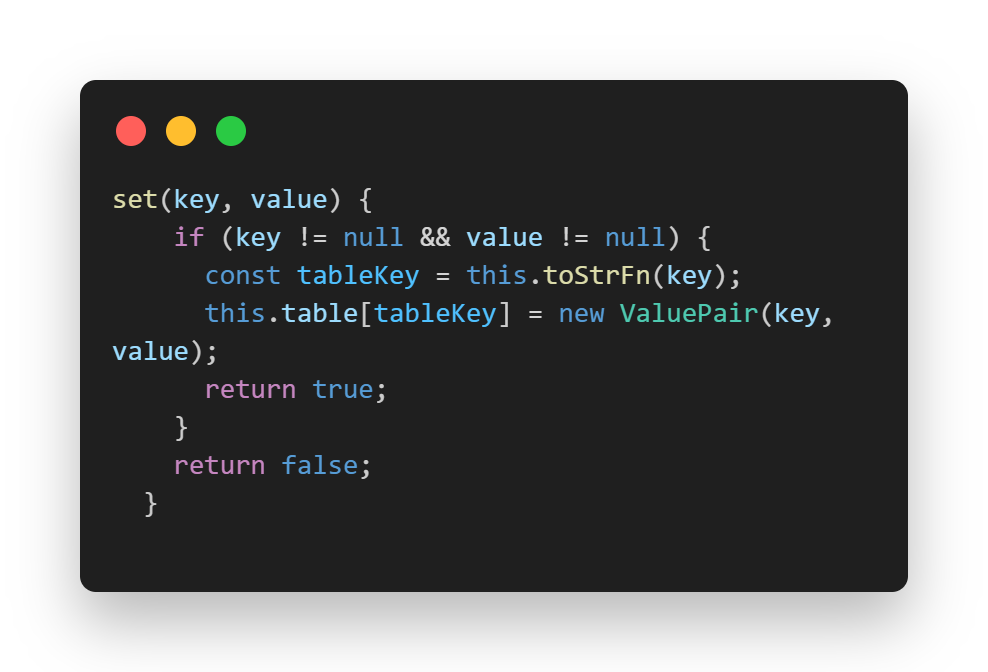 set(key, value) {
    if (key != null && value != null) {
      const tableKey = this.toStrFn(key);
      this.table[tableKey] = new ValuePair(key,
value);
      return true;
    }
    return false;
  }